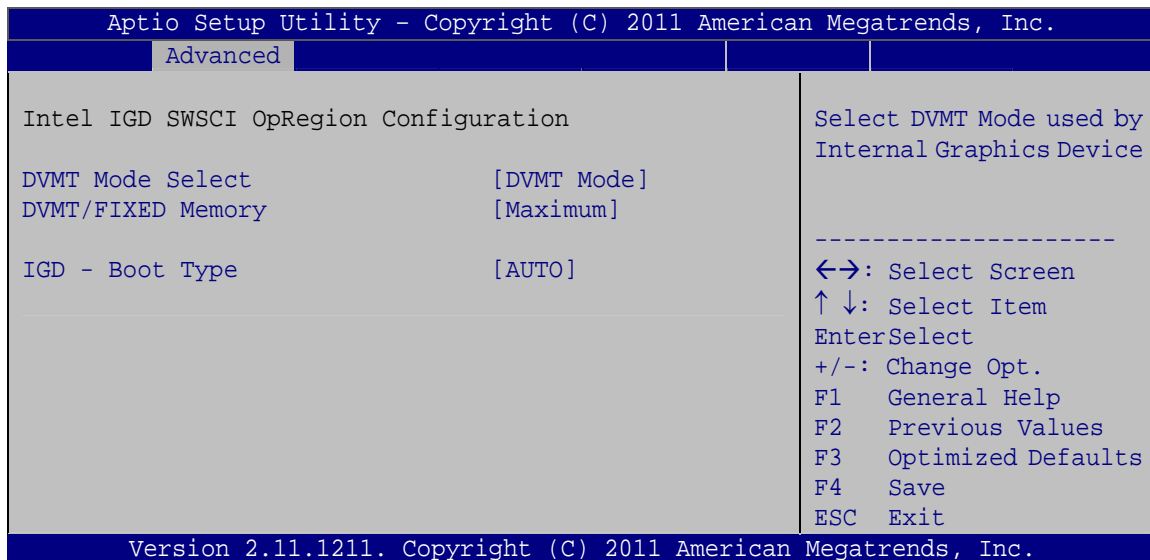 Aptio Setup Utility – Copyright (C) 2011 American Megatrends, Inc.
Advanced
Intel IGD SWSCI OpRegion Configuration
DVMT Mode Select [DVMT Mode]
DVMT/FIXED Memory [Maximum]
IGD - Boot Type [AUTO]
Select DVMT Mode used by
Internal Graphics Device
---------------------
←→: Select Screen
↑ ↓: Select Item
EnterSelect
+/-: Change Opt.
F1 General Help
F2 Previous Values
F3 Optimized Defaults
F4 Save
ESC Exit
Version 2.11.1211. Copyright (C) 2011 American Megatrends, Inc.